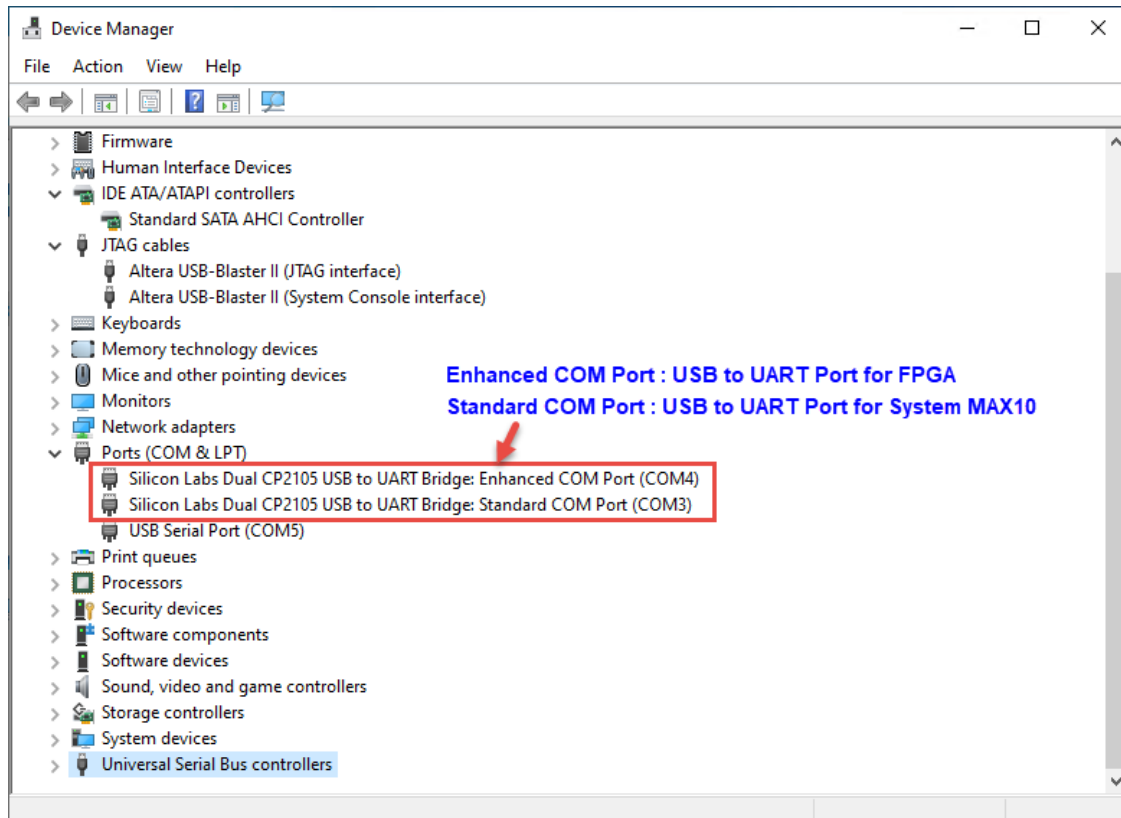 Device Manager
File Action View Help
Firmware
Human Interface Devices
IDE ATA/ATAPI controllers
Standard SATA AHCI Controller
JTAG cables
Altera USB-Blaster II (JTAG interface)
Altera USB-Blaster II (System Console interface)
Keyboards
Memory technology devices
Mice and other pointing devices
Enhanced COM Port : USB to UART Port for FPGA
Monitors
Standard COM Port : USB to UART Port for System MAX10
Network adapters
Ports (COM & LPT)
Silicon Labs Dual CP2105 USB to UART Bridge: Enhanced COM Port (COM4)
Silicon Labs Dual CP2105 USB to UART Bridge: Standard COM Port (COM3)
USB Serial Port (COM5)
Print queues
Processors
Security devices
Software components
Software devices
Sound, video and game controllers
Storage controllers
System devices
Universal Serial Bus controllers